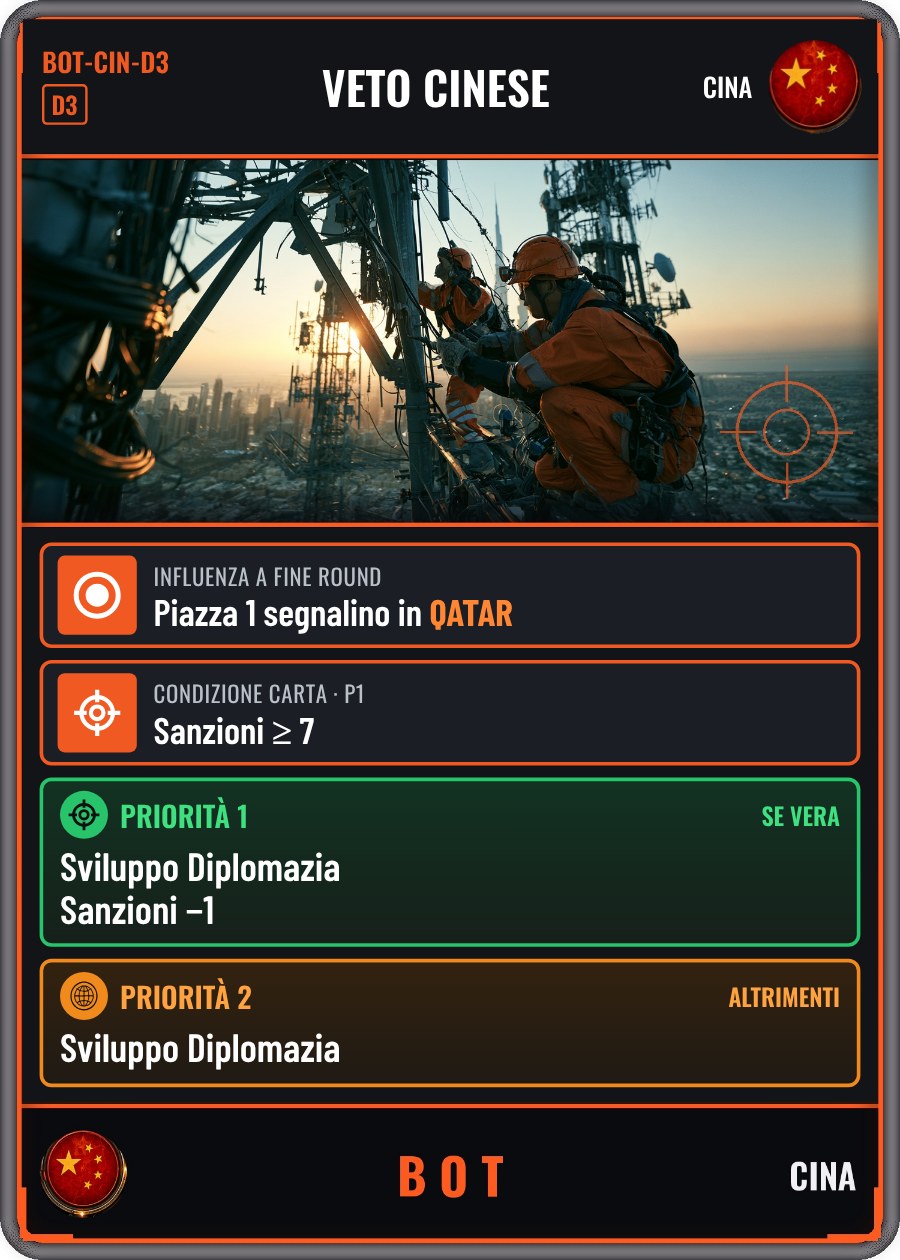 BOT-CIN-D3
D3
VETO CINESE
CINA
INFLUENZA A FINE ROUND
Piazza 1 segnalino in QATAR
CONDIZIONE CARTA · P1
Sanzioni ≥ 7
PRIORITÀ 1
SE VERA
Sviluppo Diplomazia
Sanzioni –1
PRIORITÀ 2
ALTRIMENTI
Sviluppo Diplomazia
BOT
CINA